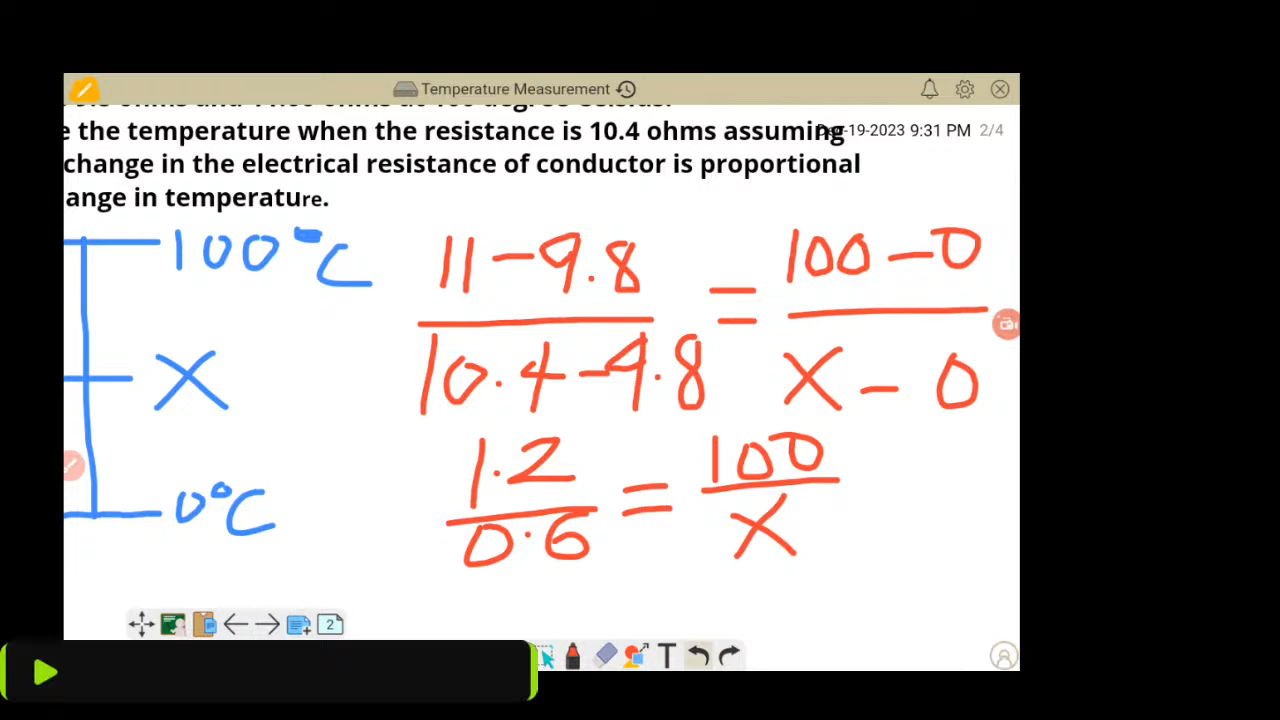 Temperature Measurement
e the temperature when the resistance is 10.4 ohms assuming
Dec-19-2023 9:31 PM 2/4
change in the electrical resistance of conductor is proportional
ange in temperature.
100°C
11-9.8 = 100-0
10.4-9.8 X-0
X
1.2 = 100
0.6 X
0°C
2
T